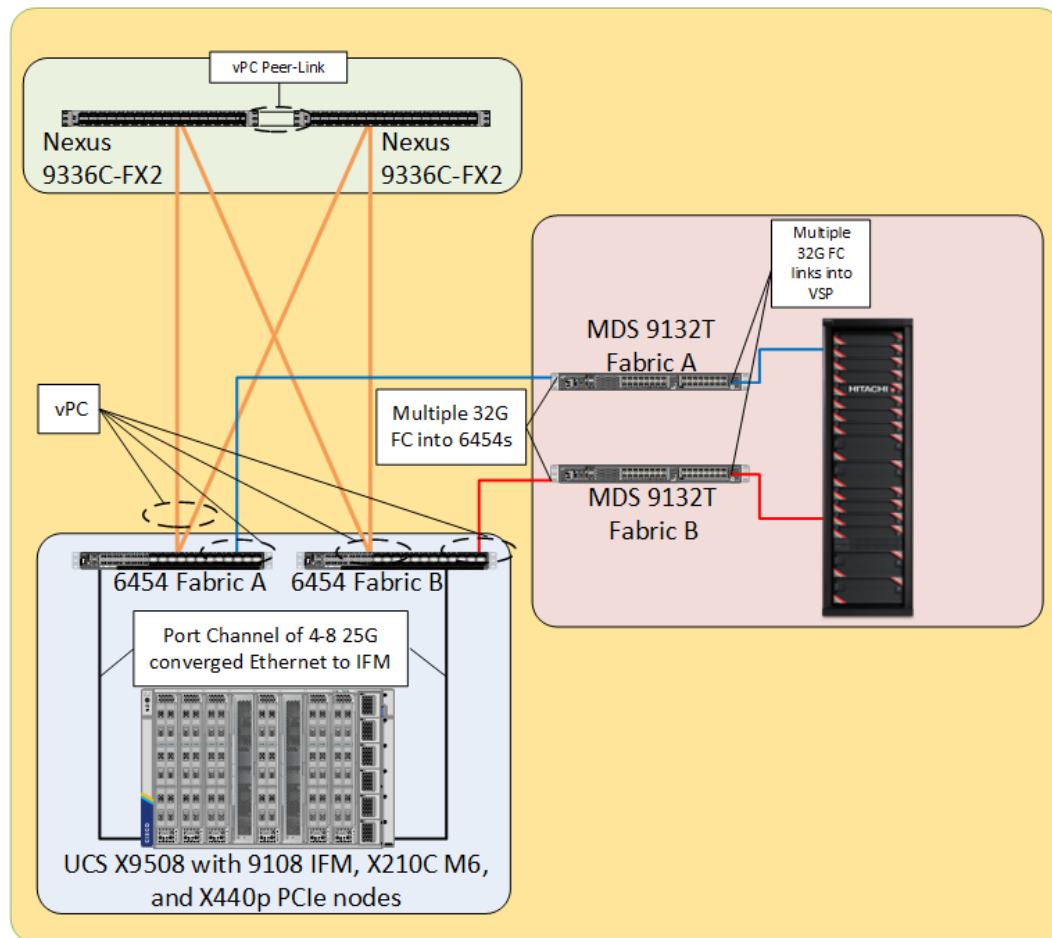 vPC Peer-Link
Nexus
9336C-FX2
Nexus
9336C-FX2
Multiple
32G FC
links into
VSP
MDS 9132T
Fabric A
HITACHI
vPC
Multiple 32G
FC into 6454s
MDS 9132T
Fabric B
6454 Fabric A
6454 Fabric B
Port Channel of 4-8 25G
converged Ethernet to IFM
CISCO
UCS X9508 with 9108 IFM, X210C M6,
and X440p PCIe nodes